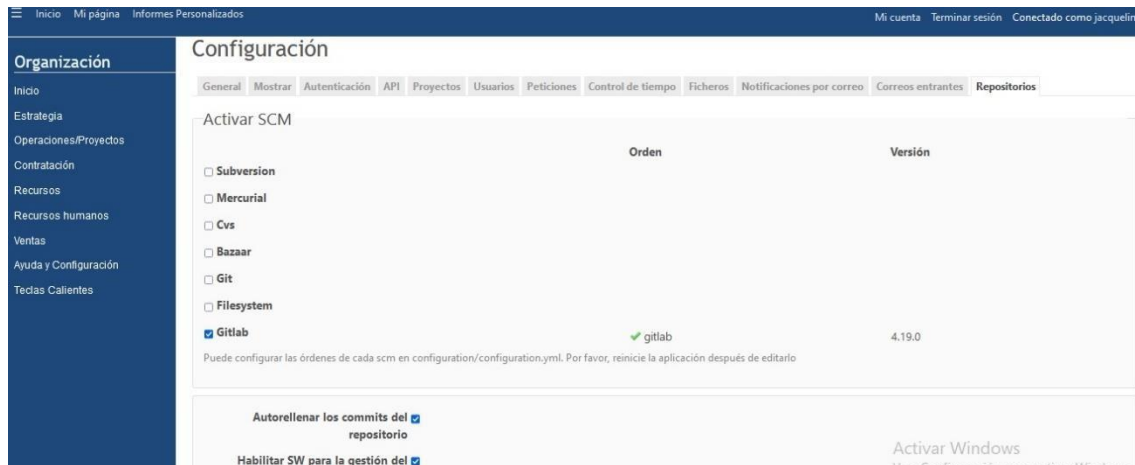 Inicio Mi página Informes Personalizados
Mi cuenta Terminar sesión Conectado como jacquelin
Organización
Inicio
Estrategia
Operaciones/Proyectos
Contratación
Recursos
Recursos humanos
Ventas
Ayuda y Configuración
Teclas Calientes
Configuración
General Mostrar Autenticación API Proyectos Usuarios Peticiones Control de tiempo Ficheros Notificaciones por correo Correos entrantes Repositorios
Activar SCM
Orden Versión
Subversion
Mercurial
Cvs
Bazaar
Git
Filesystem
Gitlab gitlab 4.19.0
Puede configurar las órdenes de cada scm en configuration/configuration.yml. Por favor, reinicie la aplicación después de editarlo
Autorellenar los commits del
repositorio
Habilitar SW para la gestión del
Activar Windows